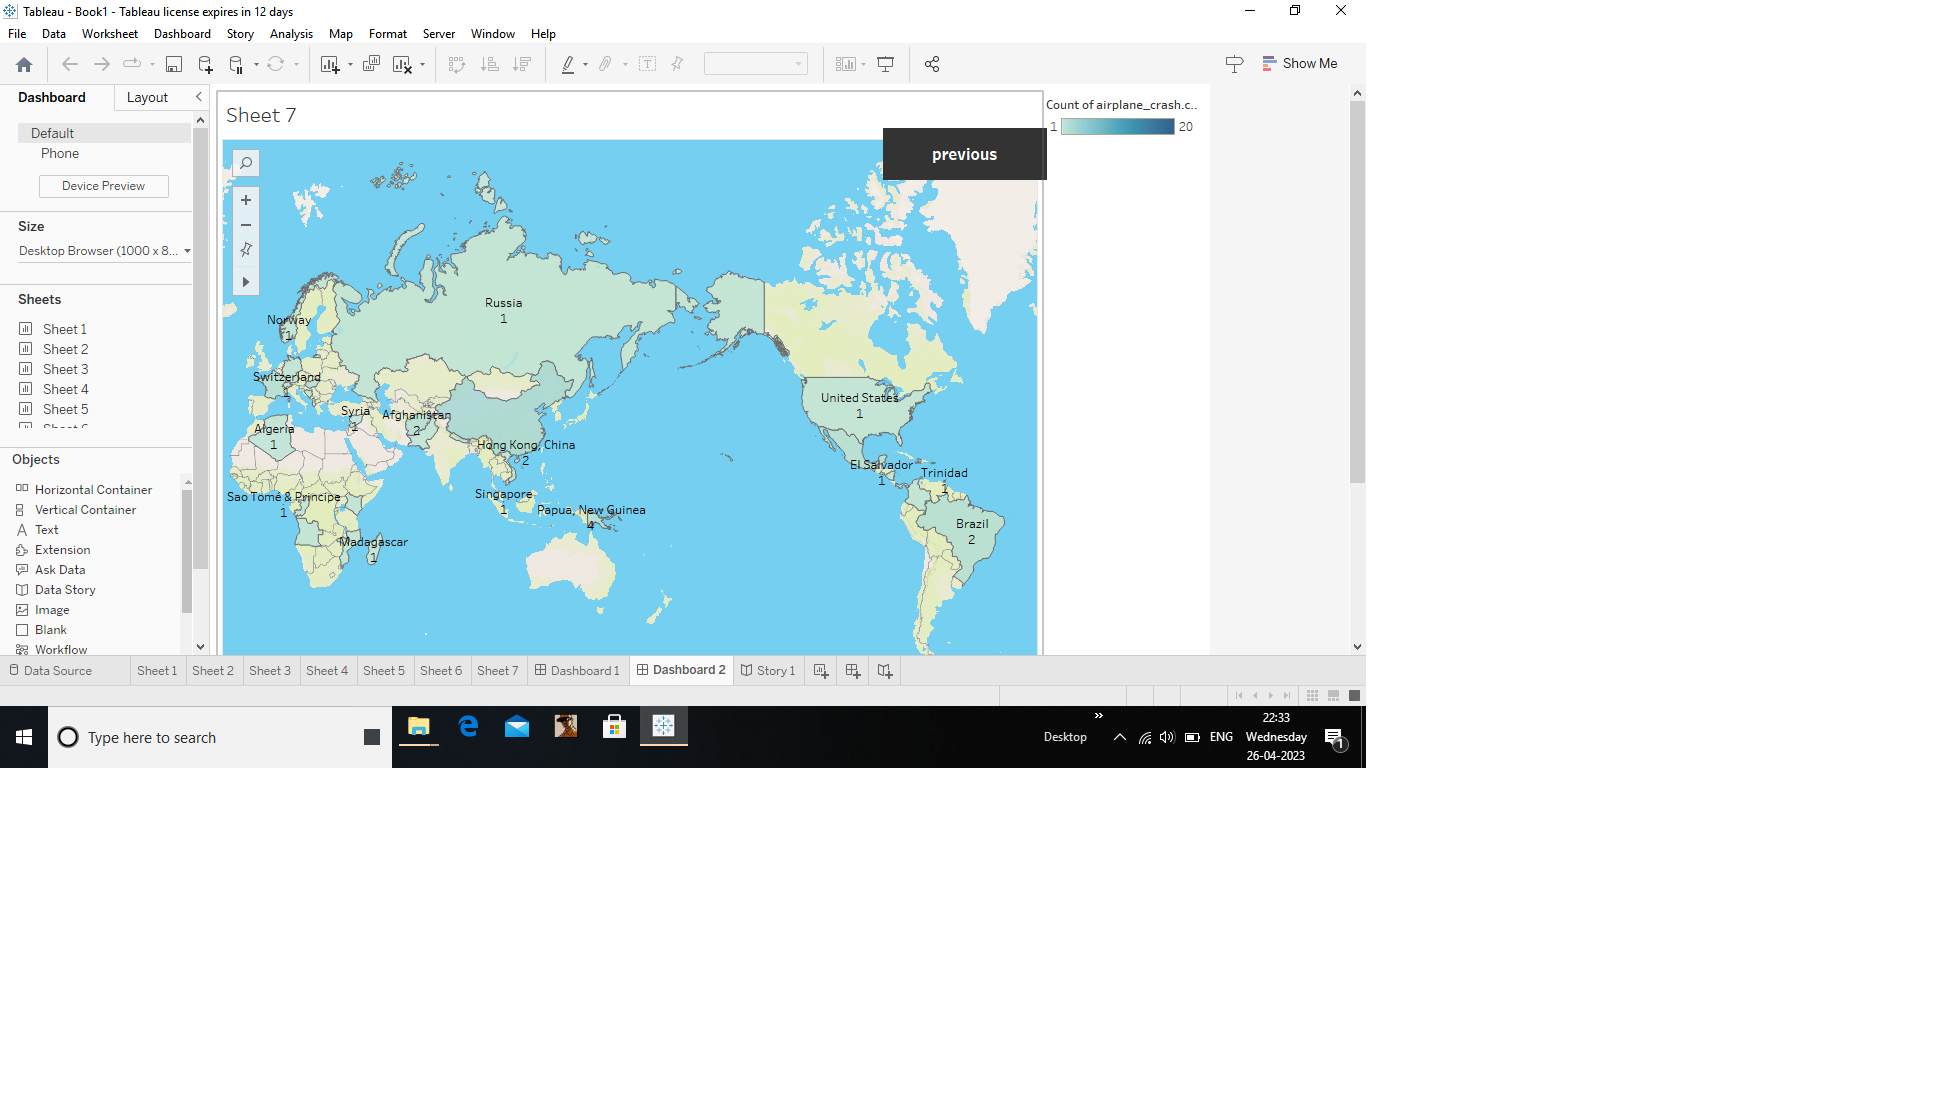 Tableau - Book1 - Tableau license expires in 12 days
File Data Worksheet Dashboard Story Analysis Map Format Server Window Help
Show Me
Dashboard Layout
Default
Phone
Device Preview
Size
Desktop Browser (1000 x 8...
Sheets
Sheet 1
Sheet 2
Sheet 3
Sheet 4
Sheet 5
Objects
Horizontal Container
Vertical Container
Text
Extension
Ask Data
Data Story
Image
Blank
Workflow
Sheet 7
previous
Count of airplane_crash.c..
1 20
Russia
1
Norway
1
Switzerland
1
Syria
1
Afghanistan
2
Algeria
1
Hong Kong, China
2
Sao Tomé & Principe
1
Singapore
1
Papua, New Guinea
4
Madagascar
1
United States
1
El Salvador
1
Trinidad
1
Brazil
2
Data Source Sheet 1 Sheet 2 Sheet 3 Sheet 4 Sheet 5 Sheet 6 Sheet 7 Dashboard 1 Dashboard 2 Story 1
Type here to search
Desktop
ENG
22:33
Wednesday
26-04-2023
1